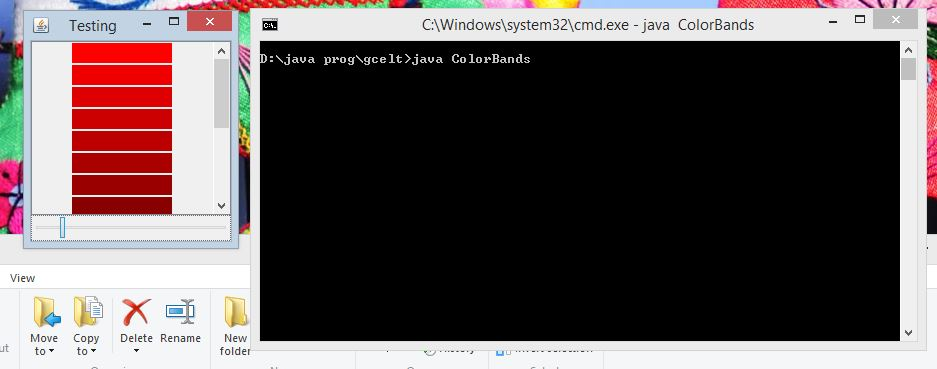 Testing
C:\Windows\system32\cmd.exe - java  ColorBands
C:\.
D:\java prog\gcelt>java ColorBands
View
Move
to
Copy
to
Delete
Rename
New
folder
History